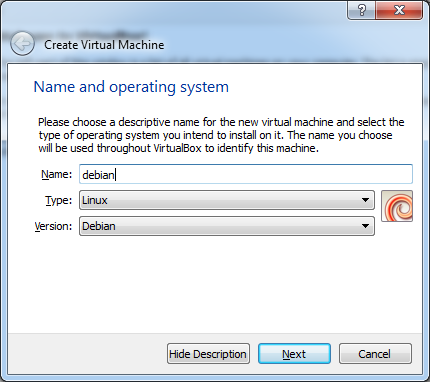 Create Virtual Machine
Name and operating system
Please choose a descriptive name for the new virtual machine and select the
type of operating system you intend to install on it. The name you choose
will be used throughout VirtualBox to identify this machine.
Name: debian
Type: Linux
Version: Debian
Hide Description Next Cancel